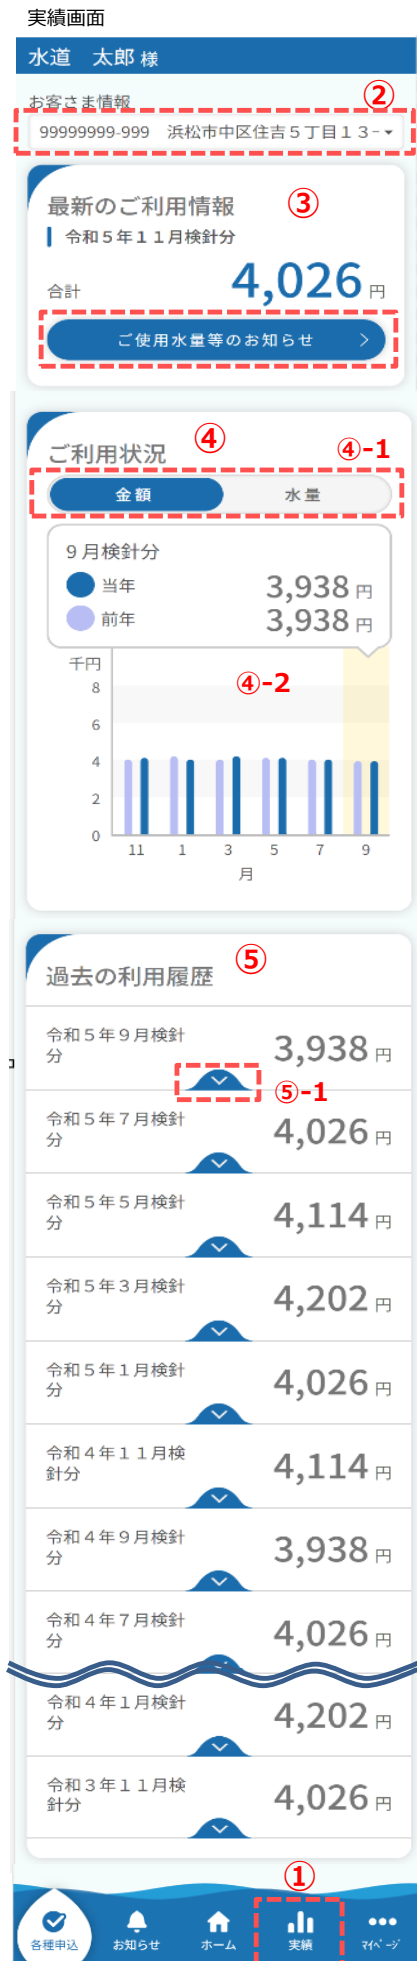 実績画面
水道　太郎 様
お客さま情報
②
99999999-999　浜松市中区住吉５丁目１３-
最新のご利用情報
③
令和５年１１月検針分
合計
4,026 円
ご使用水量等のお知らせ
ご利用状況
④
④-1
金額
水量
９月検針分
当年 3,938 円
前年 3,938 円
千円
④-2
8
6
4
2
0
11 1 3 5 7 9
月
過去の利用履歴
⑤
令和５年９月検針
分
3,938 円
⑤-1
令和５年７月検針
分
4,026 円
令和５年５月検針
分
4,114 円
令和５年３月検針
分
4,202 円
令和５年１月検針
分
4,026 円
令和４年１１月検
針分
4,114 円
令和４年９月検針
分
3,938 円
令和４年７月検針
分
4,026 円
令和４年１月検針
分
4,202 円
令和３年１１月検
針分
4,026 円
①
各種申込 お知らせ ホーム 実績 ﾏｲﾍﾟｰｼﾞ